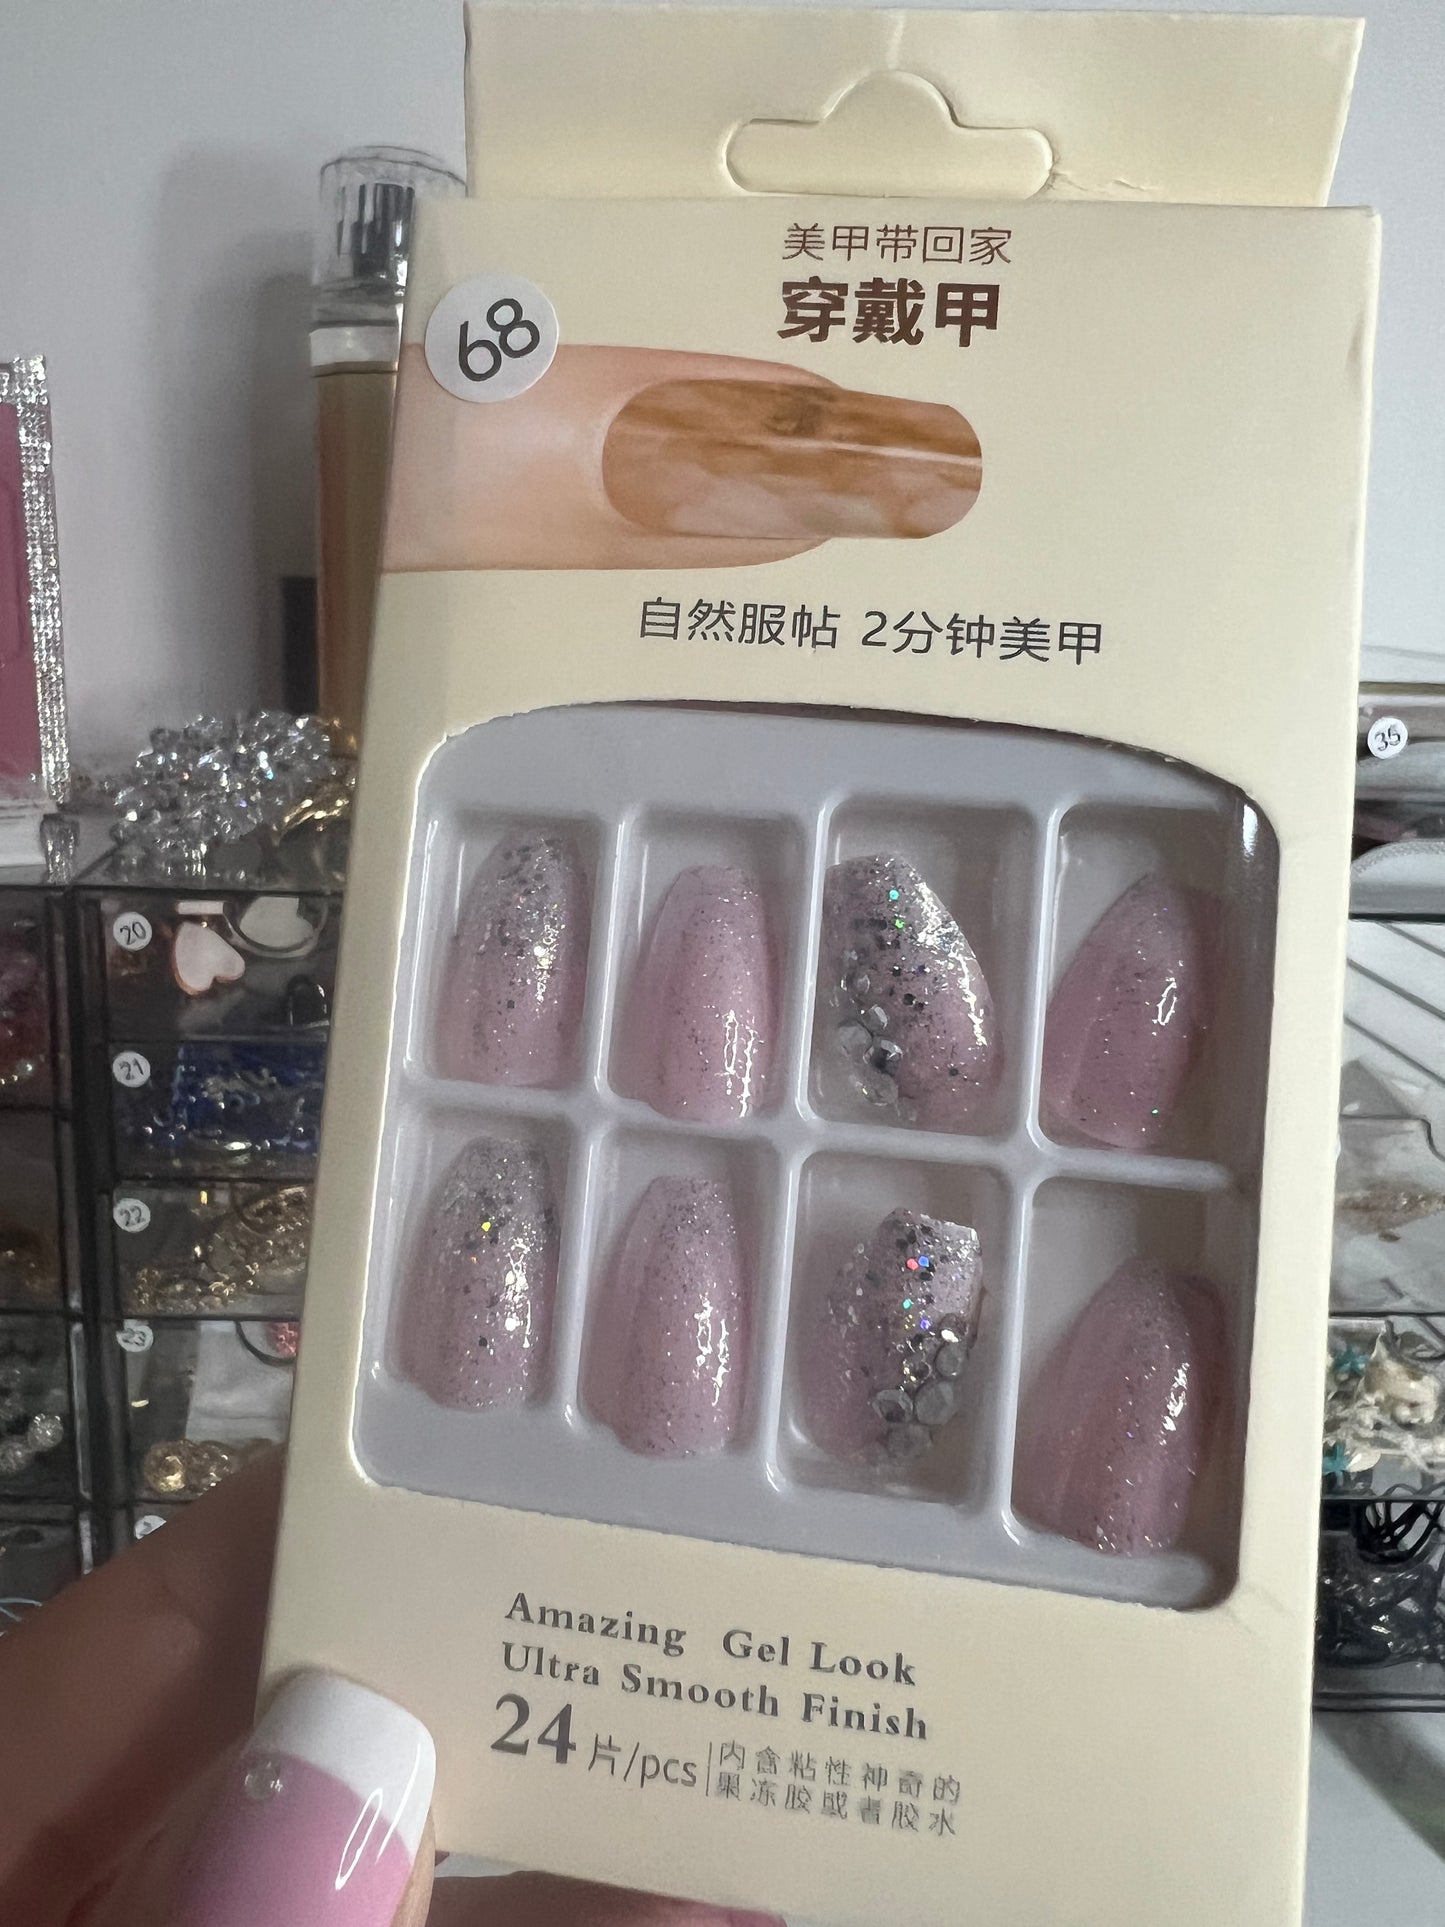 美甲带回家
穿戴甲
68
自然服帖 2分钟美甲
35
20
21
22
23
Amazing Gel Look
Ultra Smooth Finish
24片/pcs
内含粘性神奇的
果冻胶或者胶水